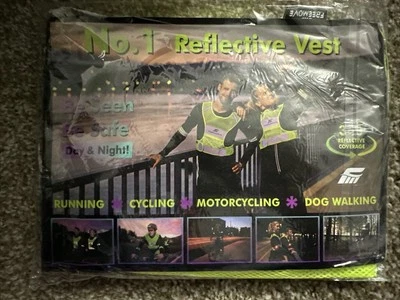 FREEMOVE
No.1 Reflective Vest
Be Seen
Be Safe
Day & Night!
REFLECTIVE
COVERAGE
RUNNING * CYCLING * MOTORCYCLING * DOG WALKING